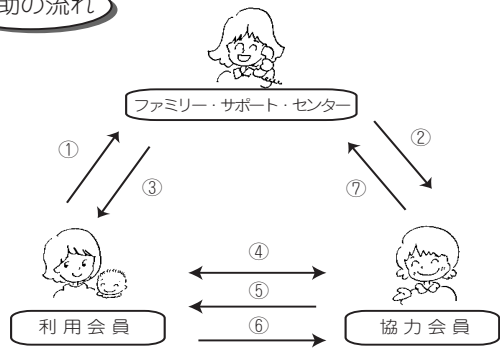 助の流れ
ファミリー・サポート・センター
①
②
③
⑦
④
⑤
⑥
利用会員
協力会員